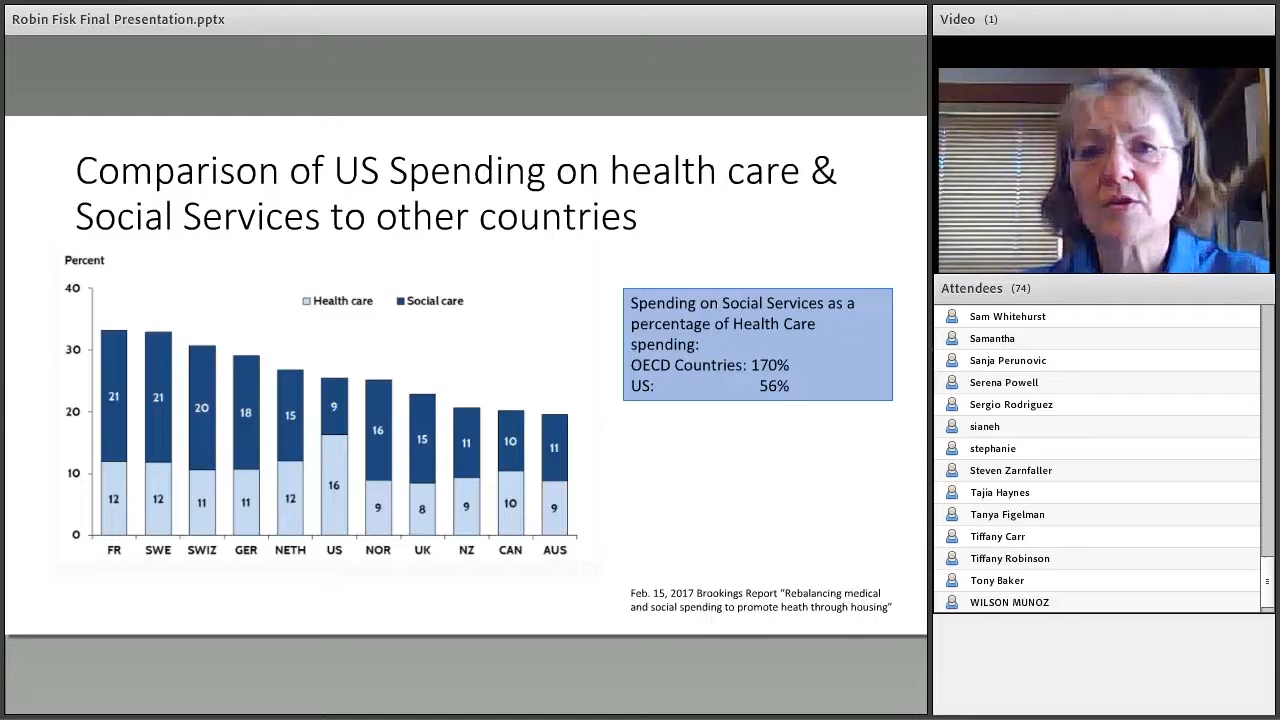 Robin Fisk Final Presentation.pptx
Comparison of US Spending on health care &
Social Services to other countries
Percent
40
30
20
10
0
Health care
Social care
21
21
20
18
15
9
16
15
11
10
11
12
12
11
11
12
16
9
8
9
10
9
FR
SWE
SWIZ
GER
NETH
US
NOR
UK
NZ
CAN
AUS
Spending on Social Services as a
percentage of Health Care
spending:
OECD Countries: 170%
US: 56%
Feb. 15, 2017 Brookings Report “Rebalancing medical
and social spending to promote heath through housing”
Video (1)
Attendees (74)
Sam Whitehurst
Samantha
Sanja Perunovic
Serena Powell
Sergio Rodriguez
sianeh
stephanie
Steven Zarnfaller
Tajia Haynes
Tanya Figelman
Tiffany Carr
Tiffany Robinson
Tony Baker
WILSON MUNOZ